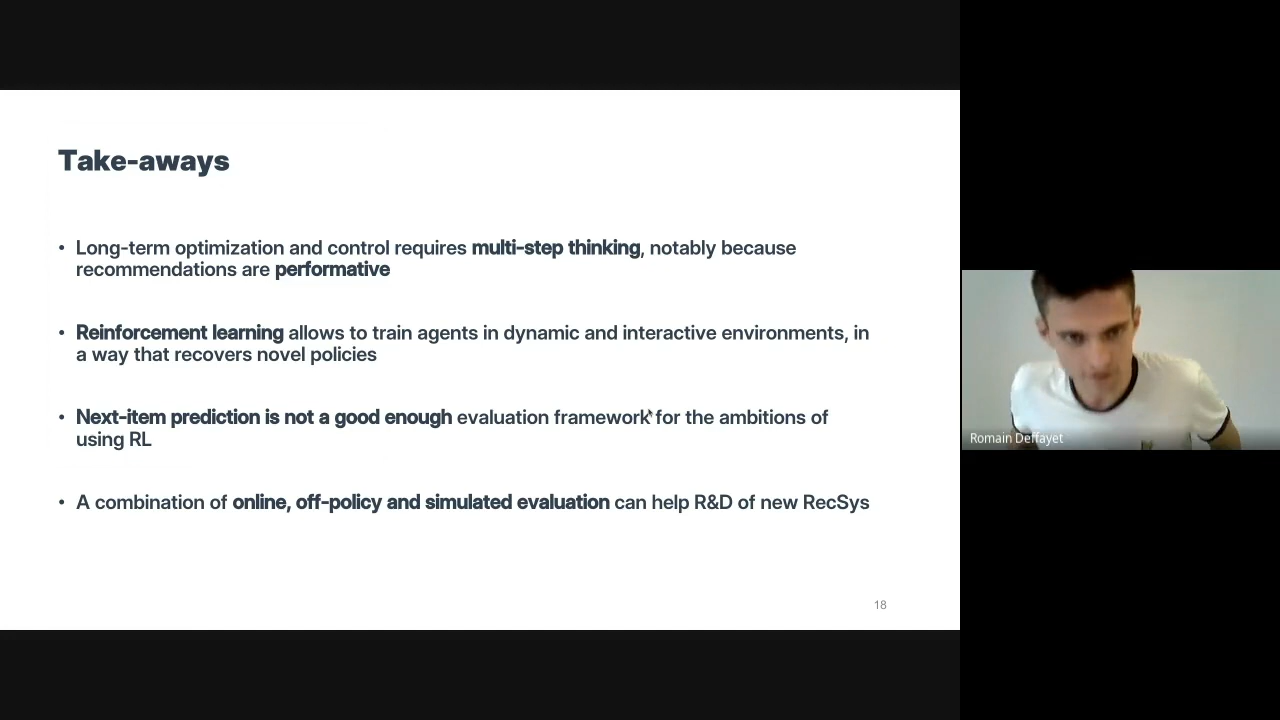 Take-aways
• Long-term optimization and control requires multi-step thinking, notably because
recommendations are performative
• Reinforcement learning allows to train agents in dynamic and interactive environments, in
a way that recovers novel policies
• Next-item prediction is not a good enough evaluation framework for the ambitions of
using RL
• A combination of online, off-policy and simulated evaluation can help R&D of new RecSys
18
Romain Deffayet